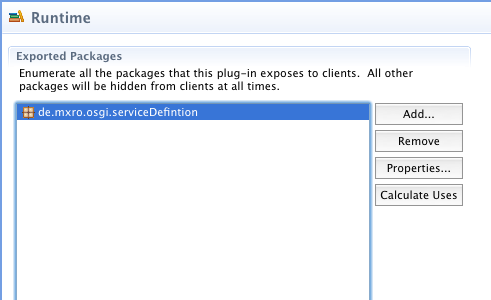 Runtime
Exported Packages
Enumerate all the packages that this plug-in exposes to clients. All other
packages will be hidden from clients at all times.
de.mxro.osgi.serviceDefintion
Add...
Remove
Properties...
Calculate Uses